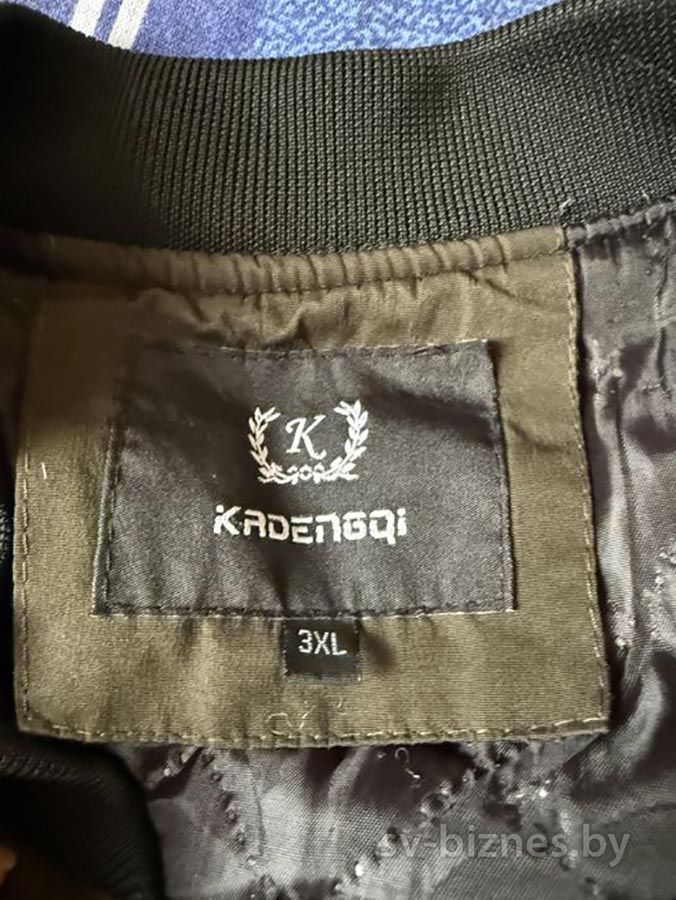 K
KADENGQI
3XL
sv-biznes.by